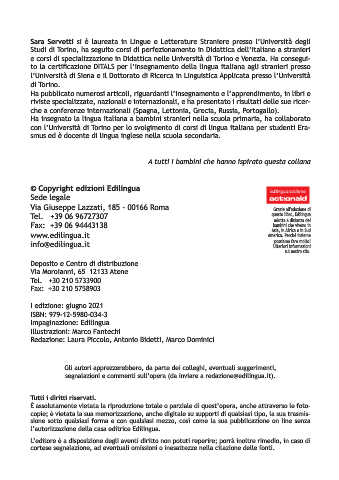 Sara Servetti si è laureata in Lingue e Letterature Straniere presso l'Università degli
Studi di Torino, ha seguito corsi di perfezionamento in Didattica dell'italiano a stranieri
e corsi di specializzazione in Didattica nelle Università di Torino e Venezia. Ha consegui-
to la certificazione DITALS per l'insegnamento della lingua italiana agli stranieri presso
l'Università di Siena e il Dottorato di Ricerca in Linguistica Applicata presso l'Università
di Torino.
Ha pubblicato numerosi articoli, riguardanti l'insegnamento e l'apprendimento, in libri e
riviste specializzate, nazionali e internazionali, e ha presentato i risultati delle sue ricer-
che a conferenze internazionali (Spagna, Lettonia, Grecia, Russia, Portogallo).
Ha insegnato la lingua italiana a bambini stranieri nella scuola primaria, ha collaborato
con l'Università di Torino per lo svolgimento di corsi di lingua italiana per studenti Era-
smus ed è docente di lingua inglese nella scuola secondaria.
A tutti i bambini che hanno ispirato questa collana
© Copyright edizioni Edilingua
Sede legale
Via Giuseppe Lazzati, 185 - 00166 Roma
Tel. +39 06 96727307
Fax: +39 06 94443138
www.edilingua.it
info@edilingua.it
Deposito e Centro di distribuzione
Via Moroianni, 65 12133 Atene
Tel. +30 210 5733900
Fax: +30 210 5758903
I edizione: giugno 2021
ISBN: 979-12-5980-034-3
Impaginazione: Edilingua
Illustrazioni: Marco Fantechi
Redazione: Laura Piccolo, Antonio Bidetti, Marco Dominici
edilingua sostiene
actionaid
Grazie all'adozione di
questo libro, Edilingua
adotta a distanza dei
bambini che vivono in
Asia, in Africa e in Sud
America. Perché insieme
possiamo fare molto!
Ulteriori informazioni
sul nostro sito.
Gli autori apprezzerebbero, da parte dei colleghi, eventuali suggerimenti,
segnalazioni e commenti sull'opera (da inviare a redazione@edilingua.it).
Tutti i diritti riservati.
È assolutamente vietata la riproduzione totale o parziale di quest'opera, anche attraverso le foto-
copie; è vietata la sua memorizzazione, anche digitale su supporti di qualsiasi tipo, la sua trasmis-
sione sotto qualsiasi forma e con qualsiasi mezzo, così come la sua pubblicazione on line senza
l'autorizzazione della casa editrice Edilingua.
L'editore è a disposizione degli aventi diritto non potuti reperire; porrà inoltre rimedio, in caso di
cortese segnalazione, ad eventuali omissioni o inesattezze nella citazione delle fonti.